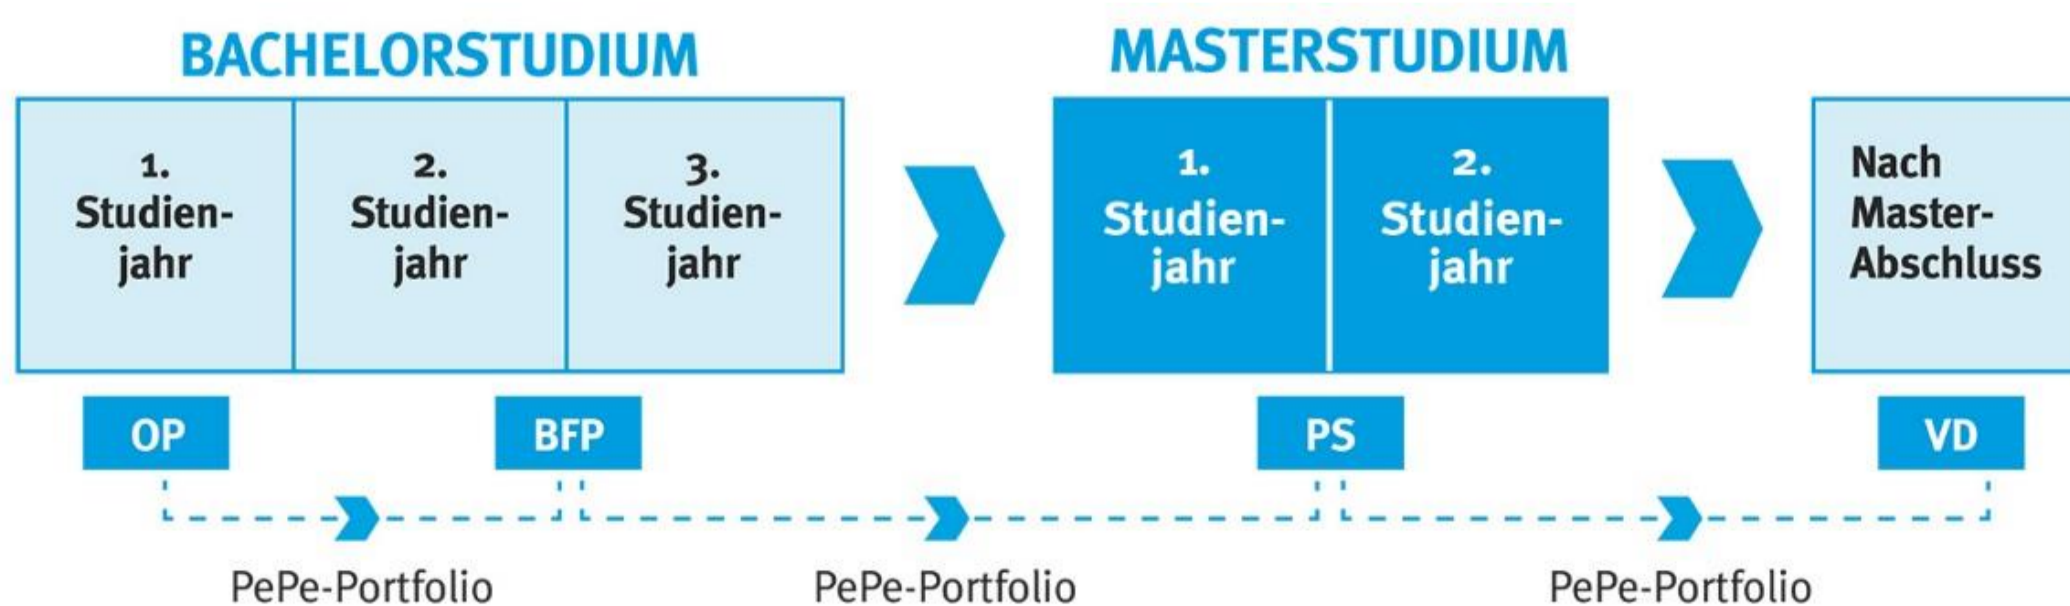 BACHELORSTUDIUM
MASTERSTUDIUM
1.
Studien-
jahr
2.
Studien-
jahr
3.
Studien-
jahr
1.
Studien-
jahr
2.
Studien-
jahr
Nach
Master-
Abschluss
OP
BFP
PS
VD
PePe-Portfolio
PePe-Portfolio
PePe-Portfolio